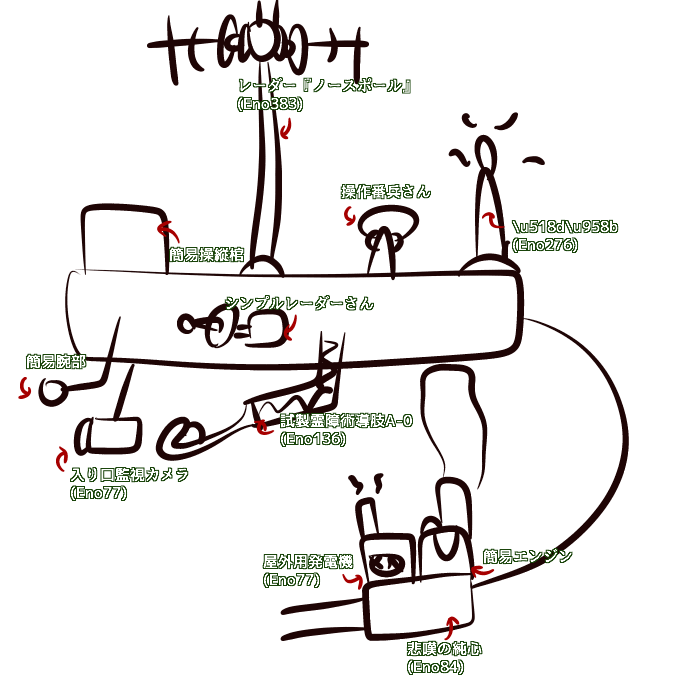 レーダー『ノースポール』
(Eno383)
操作番兵さん
\u518d\u958b
(Eno276)
簡易操縦棺
シンプルレーダーさん
簡易腕部
試製霊障術導肢A-0
(Eno136)
入り口監視カメラ
(Eno77)
屋外用発電機
(Eno77)
簡易エンジン
悲嘆の純心
(Eno84)